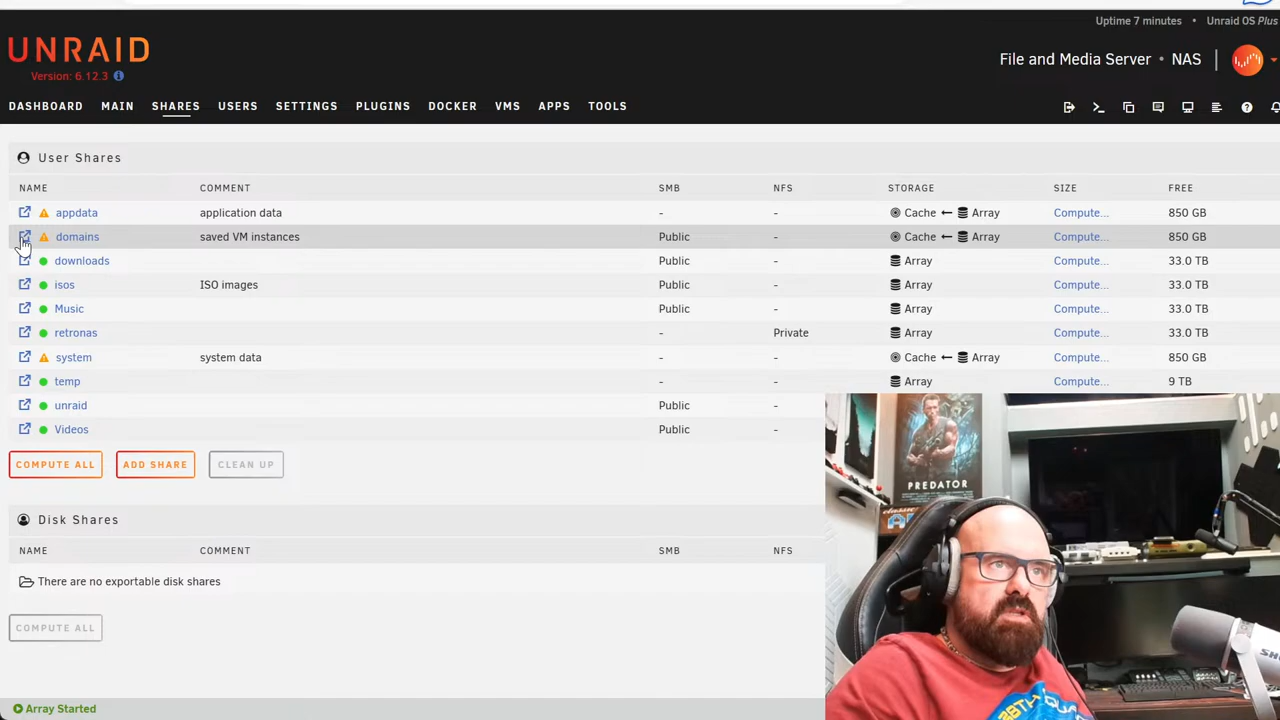 Uptime 7 minutes • Unraid OS Plus
UNRAID
Version: 6.12.3
File and Media Server • NAS
DASHBOARD MAIN SHARES USERS SETTINGS PLUGINS DOCKER VMS APPS TOOLS
User Shares
NAME COMMENT SMB NFS STORAGE SIZE FREE
appdata application data - - Cache Array Compute... 850 GB
domains saved VM instances Public - Cache Array Compute... 850 GB
downloads Public - Array Compute... 33.0 TB
isos ISO images Public - Array Compute... 33.0 TB
Music Public - Array Compute... 33.0 TB
retronas - Private Array Compute... 33.0 TB
system system data - - Cache Array Compute... 850 GB
temp - - Array Compute... 9 TB
unraid Public -
Videos Public -
COMPUTE ALL ADD SHARE CLEAN UP
PREDATOR
Disk Shares
NAME COMMENT SMB NFS
There are no exportable disk shares
COMPUTE ALL
Array Started